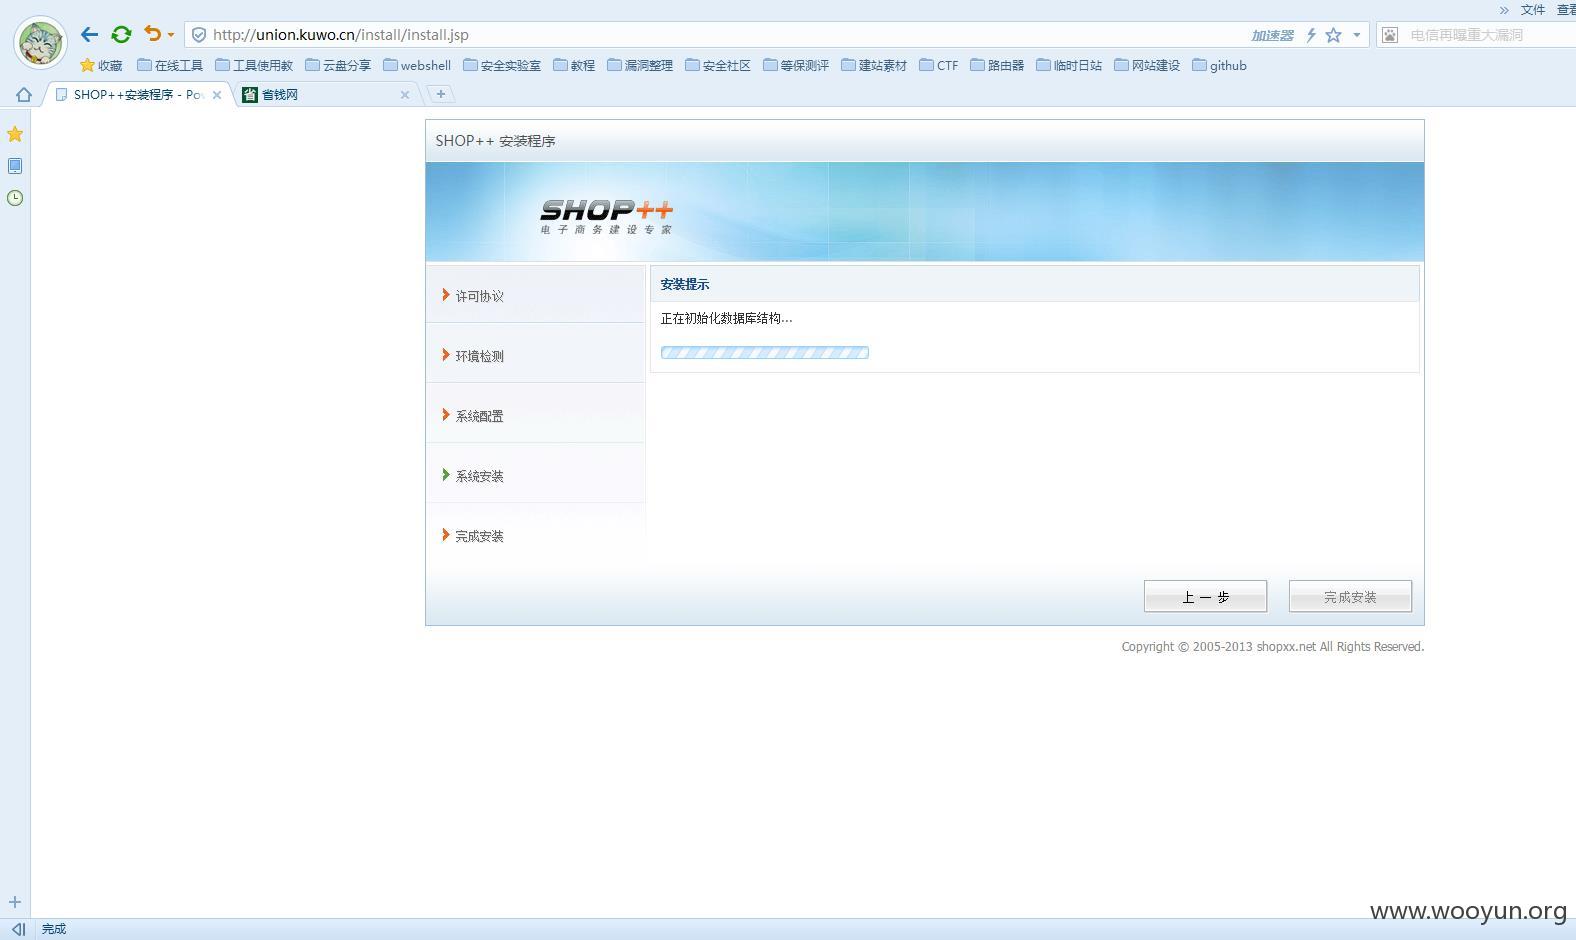 » 文件 查看
http://union.kuwo.cn/install/install.jsp 加速器 电信再曝重大漏洞
收藏 在线工具 工具使用教 云盘分享 webshell 安全实验室 教程 漏洞整理 安全社区 等保测评 建站素材 CTF 路由器 临时日站 网站建设 github
SHOP++安装程序 - Po 省 省钱网
SHOP++ 安装程序
SHOP++
电子商务建设专家
许可协议
环境检测
系统配置
系统安装
完成安装
安装提示
正在初始化数据库结构...
上 一 步 完成安装
Copyright © 2005-2013 shopxx.net All Rights Reserved.
www.wooyun.org
完成